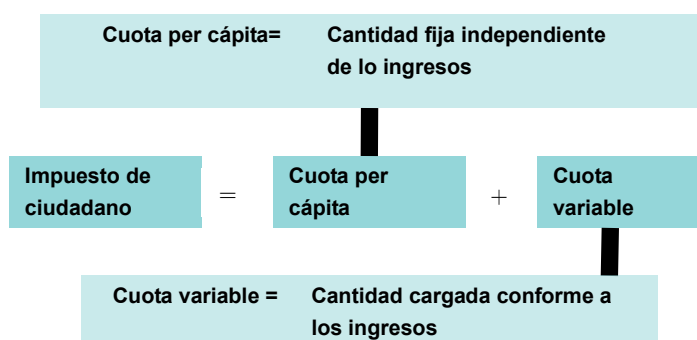 Cuota per cápita= Cantidad fija independiente
de lo ingresos
Impuesto de
ciudadano
=
Cuota per
cápita
+
Cuota
variable
Cuota variable = Cantidad cargada conforme a
los ingresos